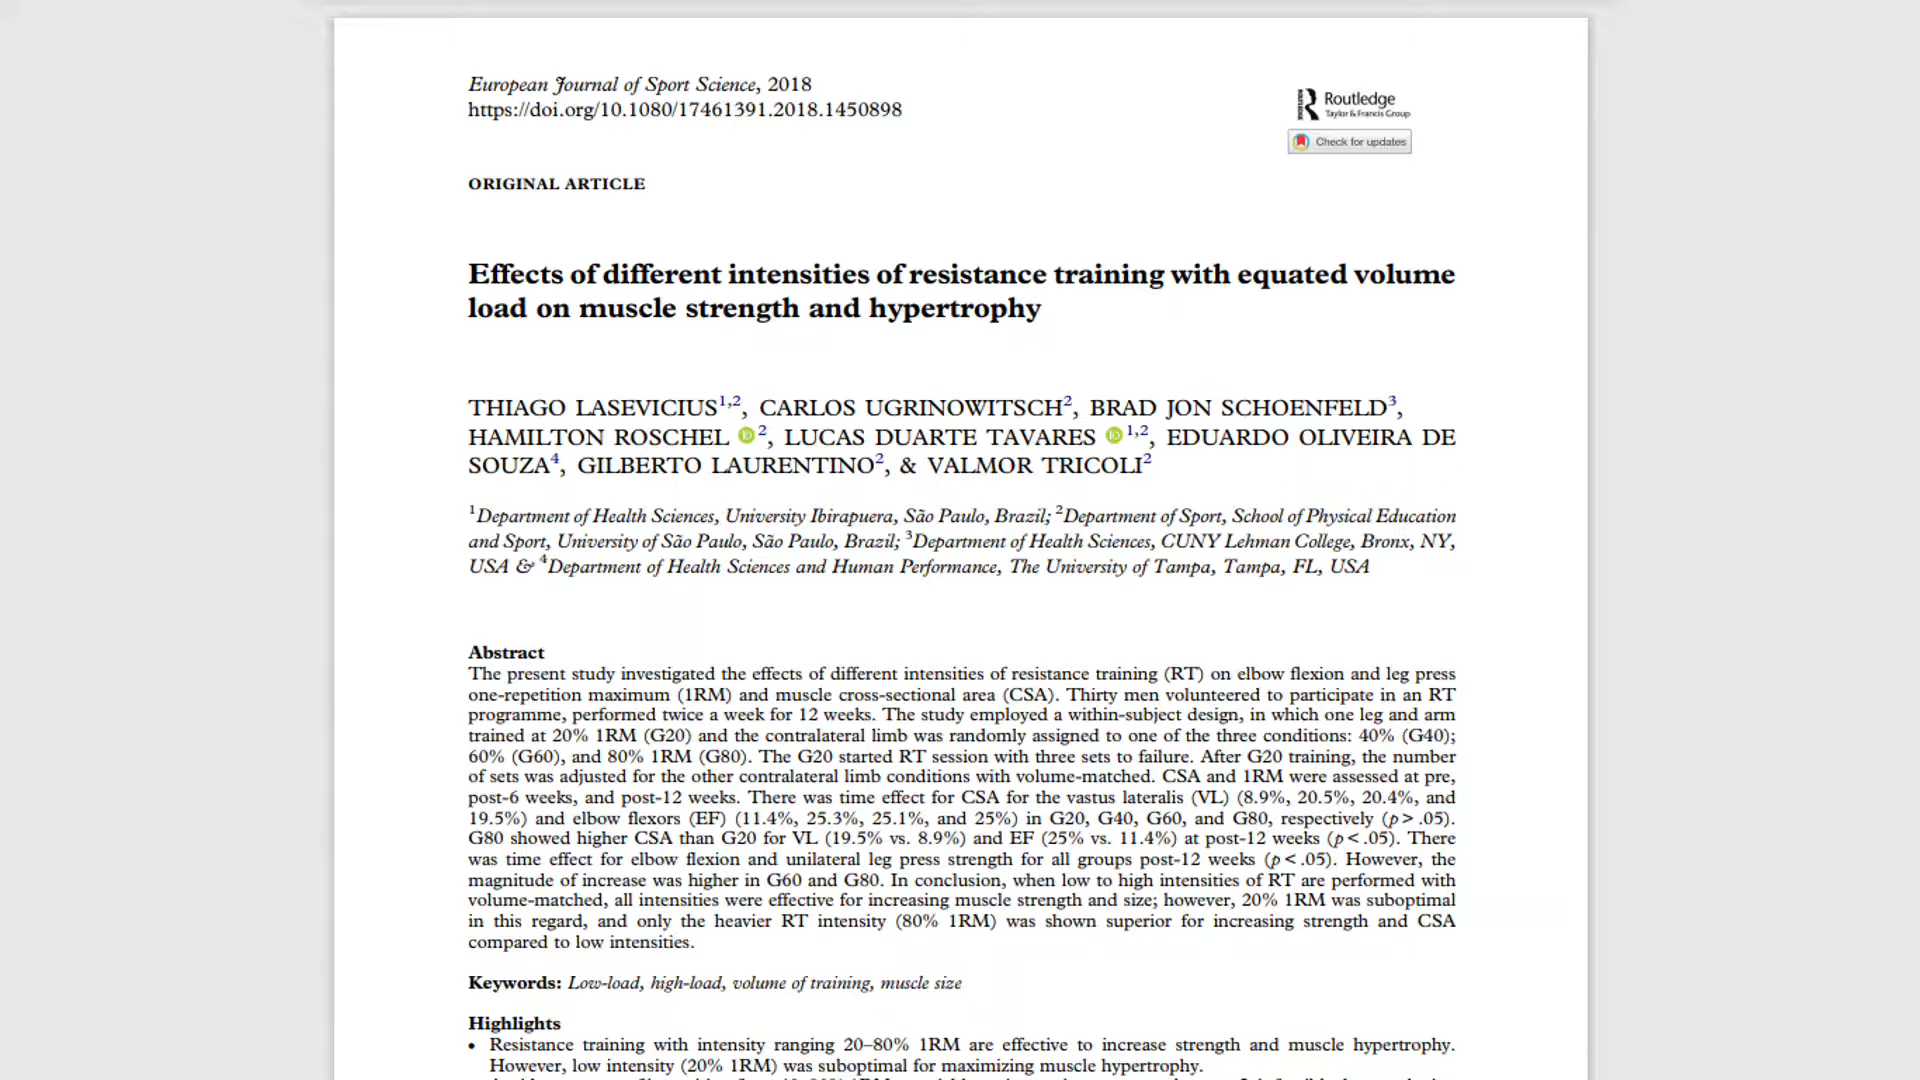 European Journal of Sport Science, 2018
https://doi.org/10.1080/17461391.2018.1450898
Routledge
Taylor & Francis Group
Check for updates
ORIGINAL ARTICLE
Effects of different intensities of resistance training with equated volume
load on muscle strength and hypertrophy
THIAGO LASEVICIUS1,2, CARLOS UGRINOWITSCH2, BRAD JON SCHOENFELD3,
HAMILTON ROSCHEL iD 2, LUCAS DUARTE TAVARES iD 1,2, EDUARDO OLIVEIRA DE
SOUZA4, GILBERTO LAURENTINO2, & VALMOR TRICOLI2
1Department of Health Sciences, University Ibirapuera, São Paulo, Brazil; 2Department of Sport, School of Physical Education
and Sport, University of São Paulo, São Paulo, Brazil; 3Department of Health Sciences, CUNY Lehman College, Bronx, NY,
USA & 4Department of Health Sciences and Human Performance, The University of Tampa, Tampa, FL, USA
Abstract
The present study investigated the effects of different intensities of resistance training (RT) on elbow flexion and leg press
one-repetition maximum (1RM) and muscle cross-sectional area (CSA). Thirty men volunteered to participate in an RT
programme, performed twice a week for 12 weeks. The study employed a within-subject design, in which one leg and arm
trained at 20% 1RM (G20) and the contralateral limb was randomly assigned to one of the three conditions: 40% (G40);
60% (G60), and 80% 1RM (G80). The G20 started RT session with three sets to failure. After G20 training, the number
of sets was adjusted for the other contralateral limb conditions with volume-matched. CSA and 1RM were assessed at pre,
post-6 weeks, and post-12 weeks. There was time effect for CSA for the vastus lateralis (VL) (8.9%, 20.5%, 20.4%, and
19.5%) and elbow flexors (EF) (11.4%, 25.3%, 25.1%, and 25%) in G20, G40, G60, and G80, respectively (p > .05).
G80 showed higher CSA than G20 for VL (19.5% vs. 8.9%) and EF (25% vs. 11.4%) at post-12 weeks (p < .05). There
was time effect for elbow flexion and unilateral leg press strength for all groups post-12 weeks (p < .05). However, the
magnitude of increase was higher in G60 and G80. In conclusion, when low to high intensities of RT are performed with
volume-matched, all intensities were effective for increasing muscle strength and size; however, 20% 1RM was suboptimal
in this regard, and only the heavier RT intensity (80% 1RM) was shown superior for increasing strength and CSA
compared to low intensities.
Keywords: Low-load, high-load, volume of training, muscle size
Highlights
• Resistance training with intensity ranging 20–80% 1RM are effective to increase strength and muscle hypertrophy.
However, low intensity (20% 1RM) was suboptimal for maximizing muscle hypertrophy.